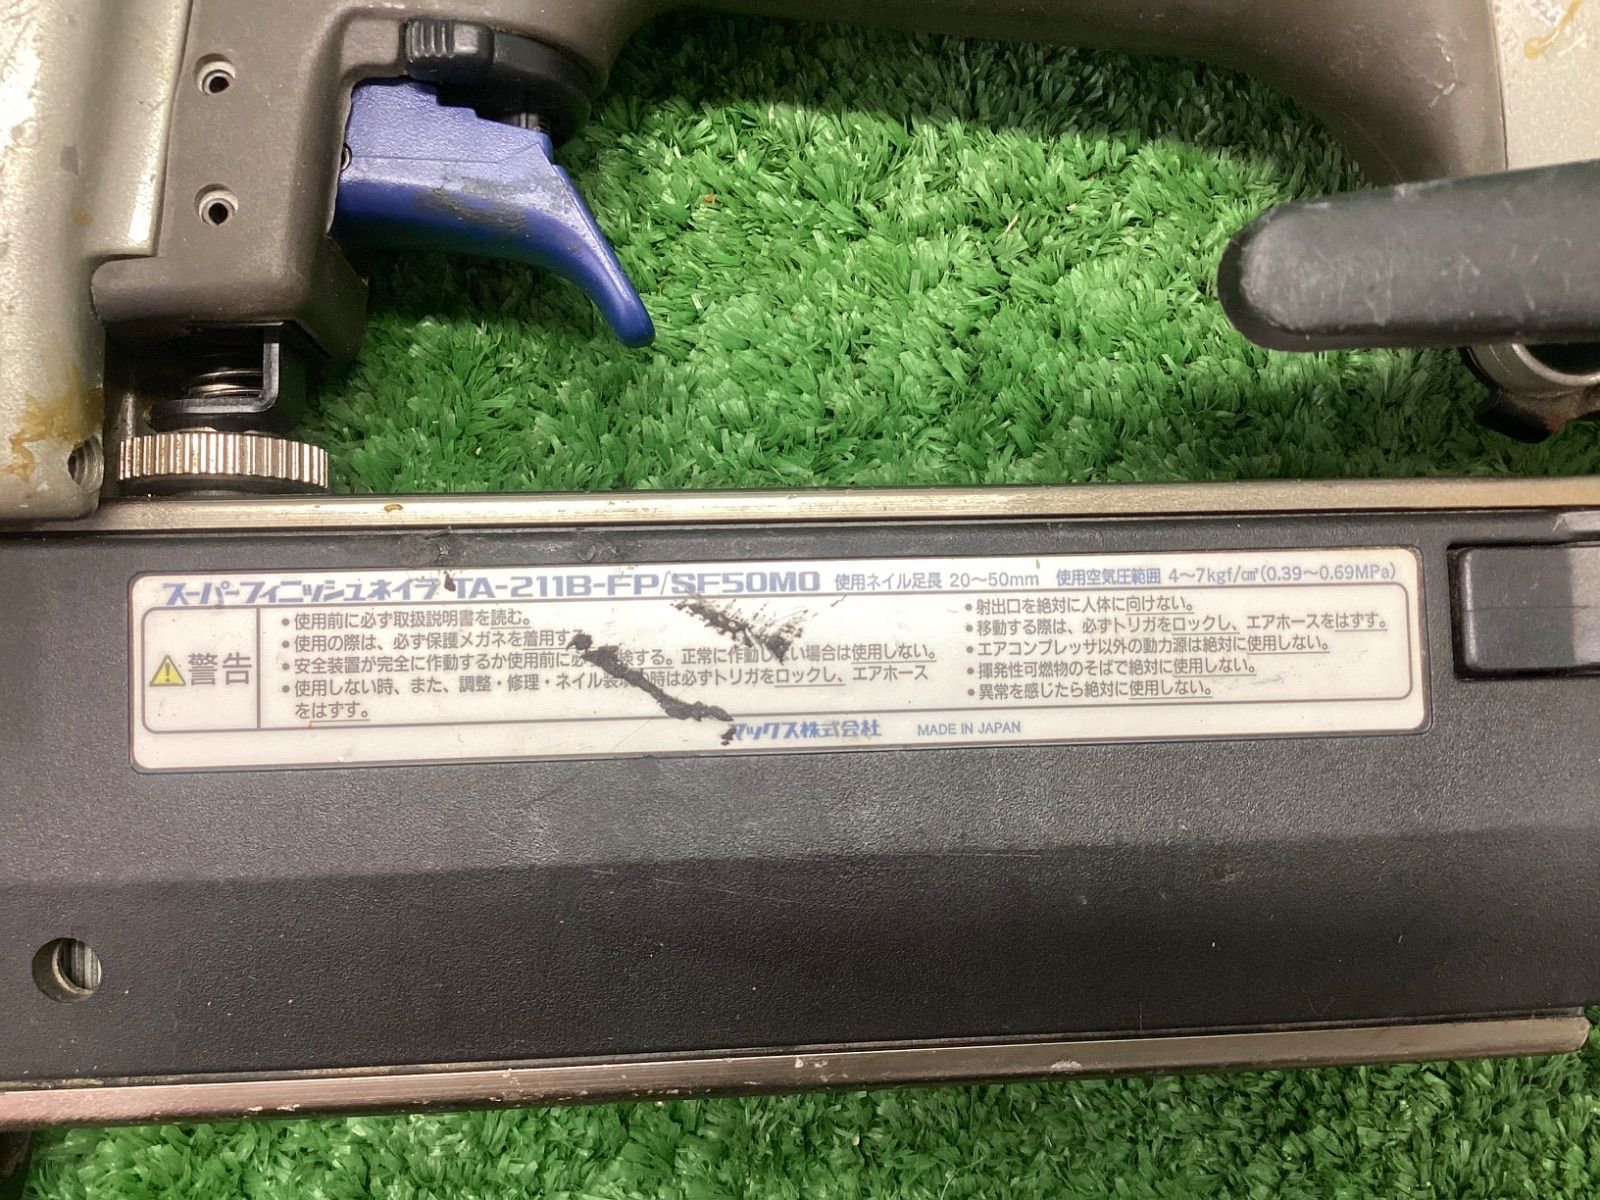 スーパーフィニッシュネイラ TA-211B-FP/SF50M0 使用ネイル足長 20～50mm 使用空気圧範囲 4～7kgf/c㎡(0.39～0.69MPa)
警告
●使用前に必ず取扱説明書を読む。
●使用の際は、必ず保護メガネを着用す
●安全装置が完全に作動するか使用前に必 検する。正常に作動しない場合は使用しない。
●使用しない時、また、調整・修理・ネイル装 の時は必ずトリガをロックし、エアホース
をはずす。
●射出口を絶対に人体に向けない。
●移動する際は、必ずトリガをロックし、エアホースをはずす。
●エアコンプレッサ以外の動力源は絶対に使用しない。
●揮発性可燃物のそばで絶対に使用しない。
●異常を感じたら絶対に使用しない。
マックス株式会社 MADE IN JAPAN